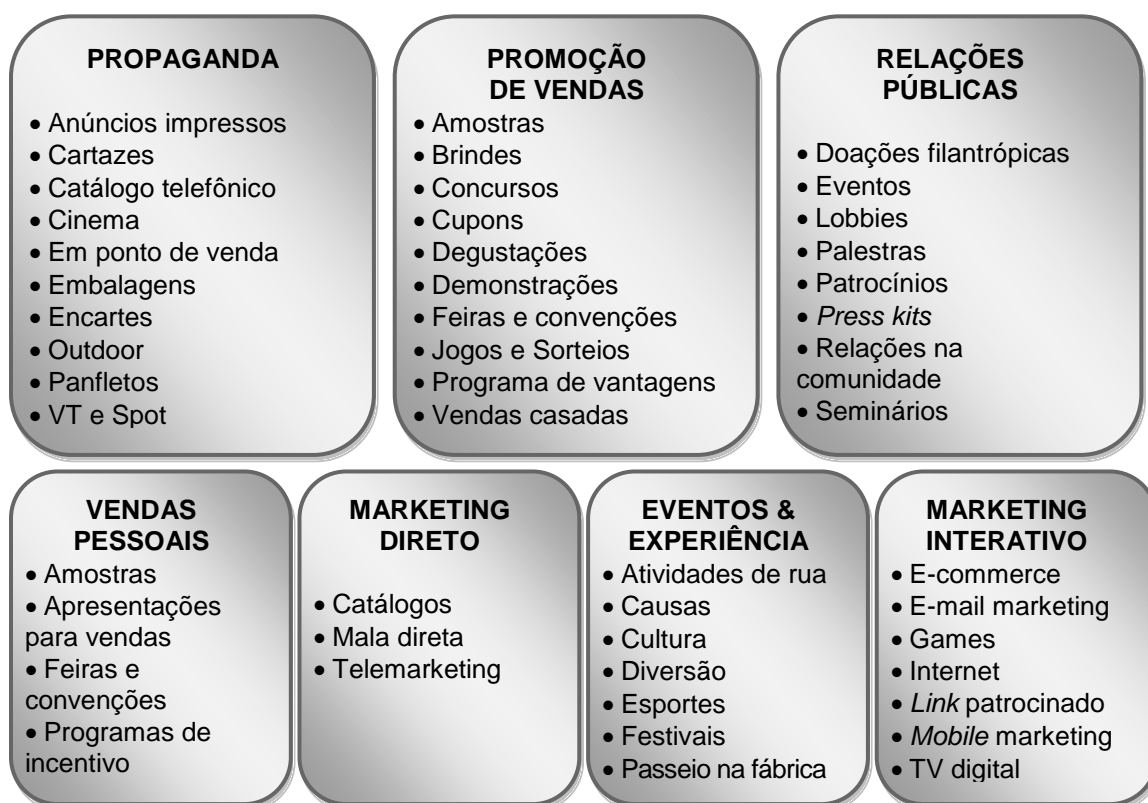 PROPAGANDA
• Anúncios impressos
• Cartazes
• Catálogo telefônico
• Cinema
• Em ponto de venda
• Embalagens
• Encartes
• Outdoor
• Panfletos
• VT e Spot
PROMOÇÃO
DE VENDAS
• Amostras
• Brindes
• Concursos
• Cupons
• Degustações
• Demonstrações
• Feiras e convenções
• Jogos e Sorteios
• Programa de vantagens
• Vendas casadas
RELAÇÕES
PÚBLICAS
• Doações filantrópicas
• Eventos
• Lobbies
• Palestras
• Patrocínios
• Press kits
• Relações na
comunidade
• Seminários
VENDAS
PESSOAIS
• Amostras
• Apresentações
para vendas
• Feiras e
convenções
• Programas de
incentivo
MARKETING
DIRETO
• Catálogos
• Mala direta
• Telemarketing
EVENTOS &
EXPERIÊNCIA
• Atividades de rua
• Causas
• Cultura
• Diversão
• Esportes
• Festivais
• Passeio na fábrica
MARKETING
INTERATIVO
• E-commerce
• E-mail marketing
• Games
• Internet
• Link patrocinado
• Mobile marketing
• TV digital